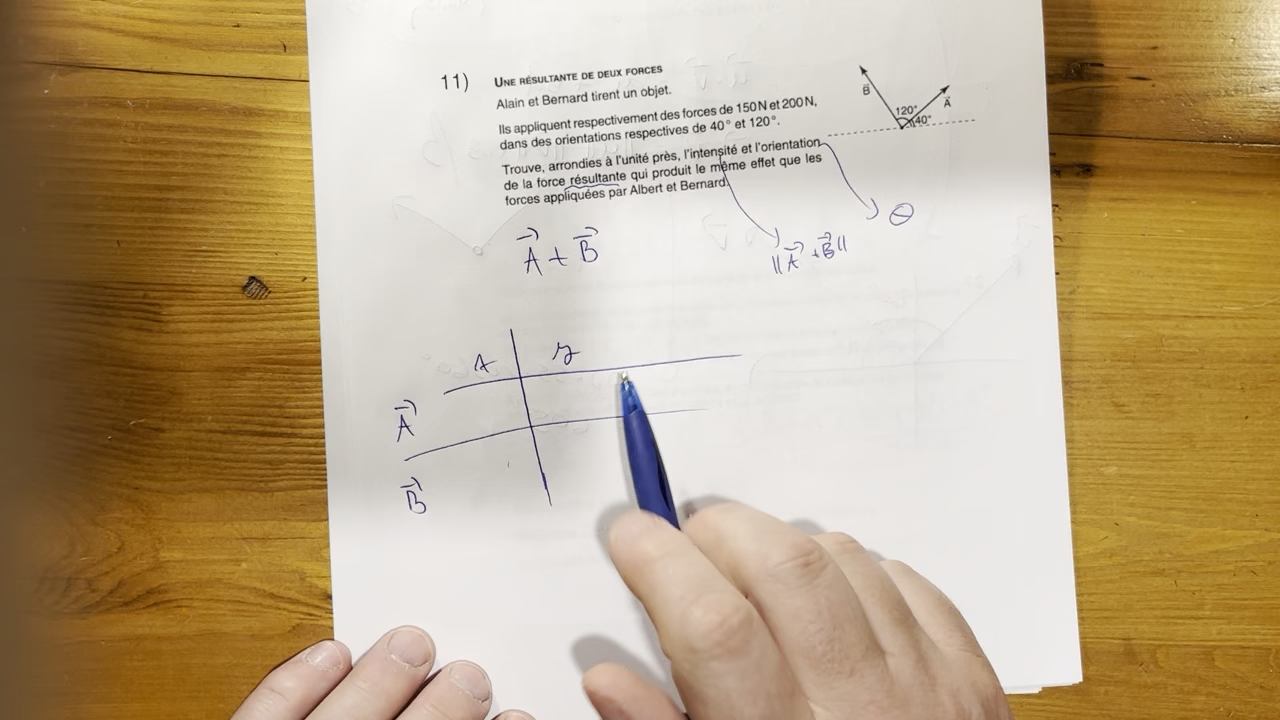 11) UNE RÉSULTANTE DE DEUX FORCES
Alain et Bernard tirent un objet.
Ils appliquent respectivement des forces de 150 N et 200 N,
dans des orientations respectives de 40° et 120°.
Trouve, arrondies à l'unité près, l'intensité et l'orientation
de la force résultante qui produit le même effet que les
forces appliquées par Albert et Bernard.
B
A
120°
40°
A + B
||A + B||
θ
x y
A
B